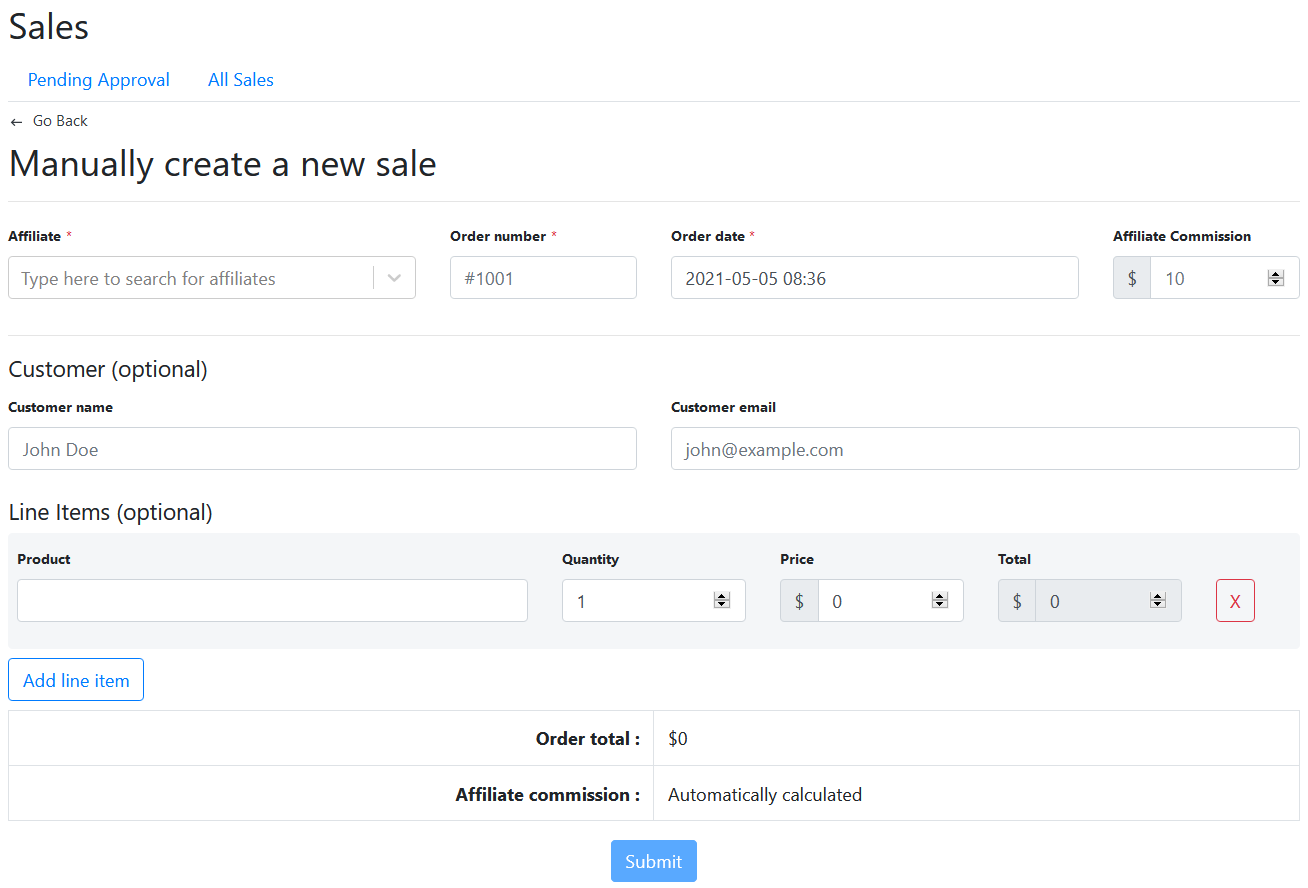 Sales
Pending Approval All Sales
← Go Back
Manually create a new sale
Affiliate * Order number * Order date * Affiliate Commission
Type here to search for affiliates #1001 2021-05-05 08:36 $ 10
Customer (optional)
Customer name Customer email
John Doe john@example.com
Line Items (optional)
Product Quantity Price Total
1 $ 0 $ 0 X
Add line item
Order total : $0
Affiliate commission : Automatically calculated
Submit